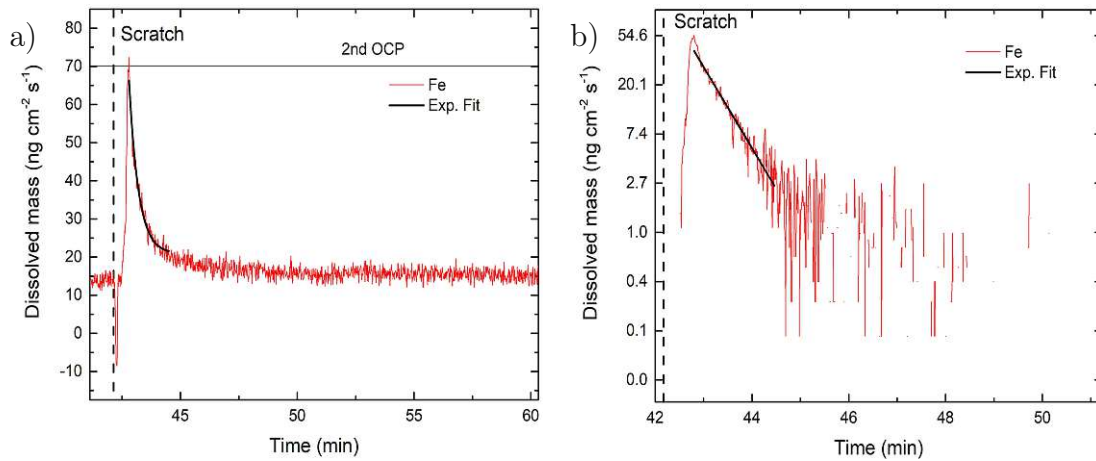 a)
Scratch
2nd OCP
Fe
Exp. Fit
Dissolved mass (ng cm⁻² s⁻¹)
80
70
60
50
40
30
20
10
0
-10
45
50
55
60
Time (min)
b)
Scratch
Fe
Exp. Fit
Dissolved mass (ng cm⁻² s⁻¹)
54.6
20.1
7.4
2.7
1.0
0.4
0.1
0.0
42
44
46
48
50
Time (min)